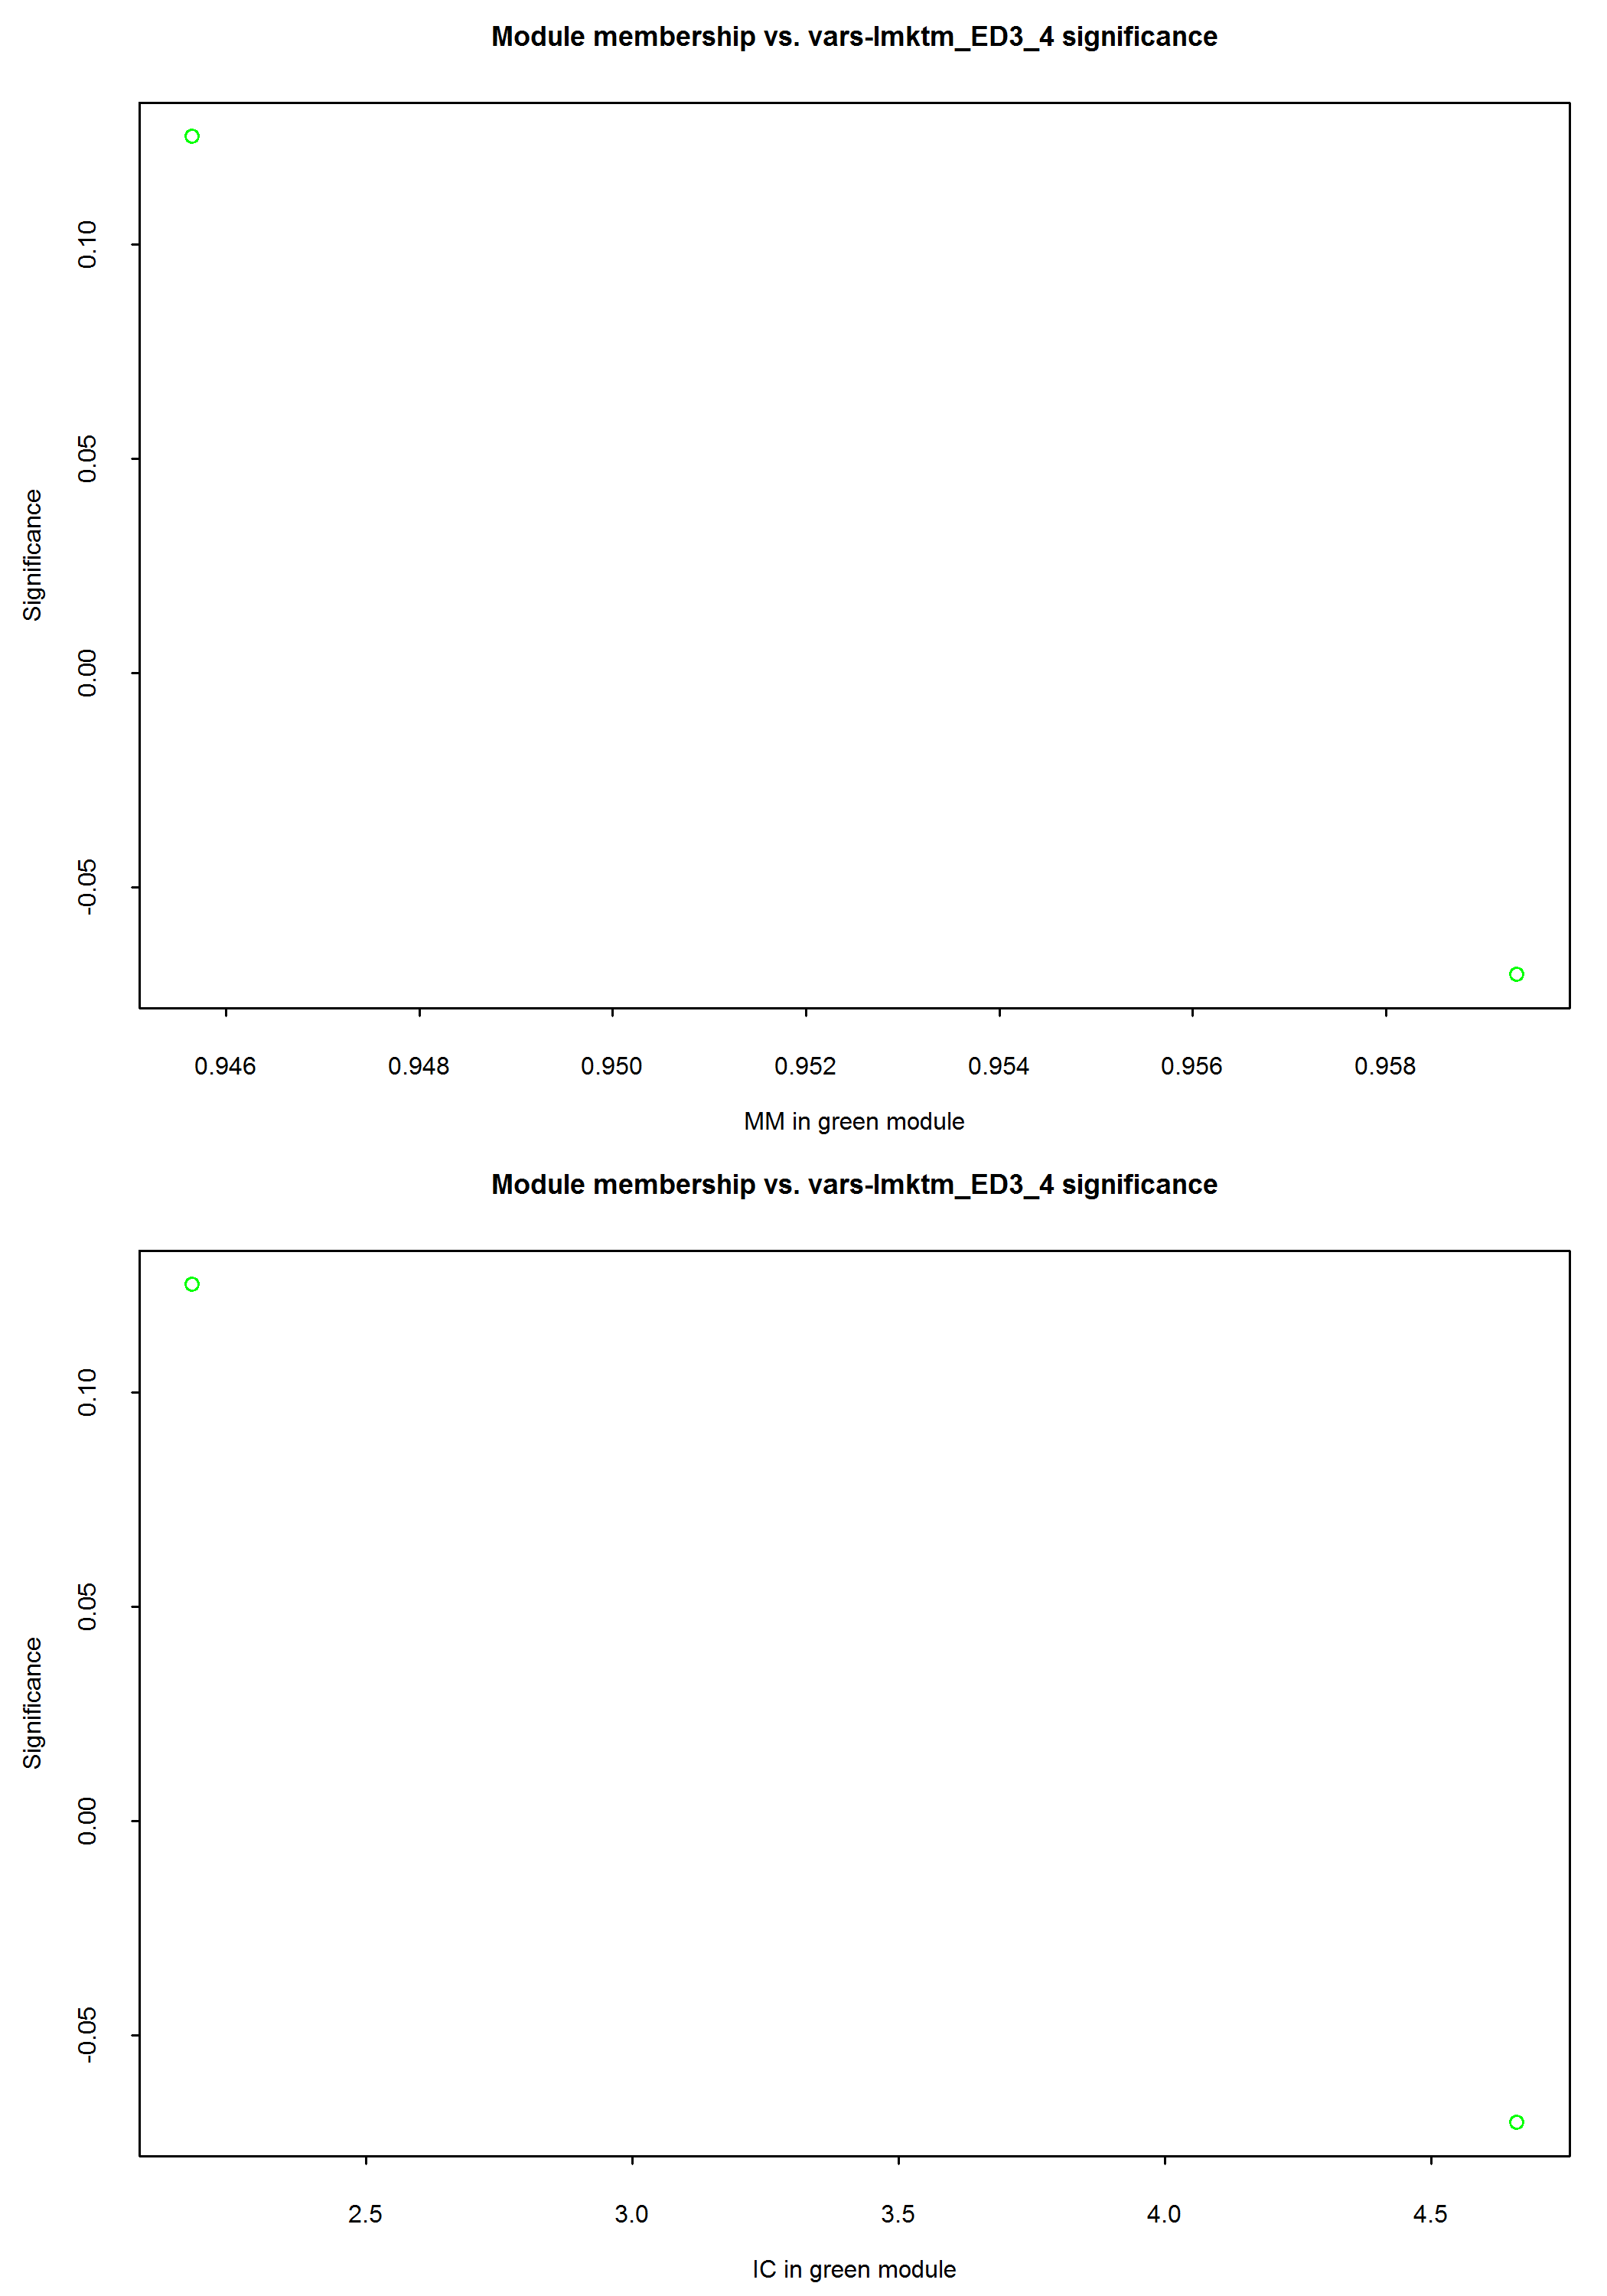 Module membership vs. vars-lmktm_ED3_4 significance
0.10
0.05
0.00
-0.05
Significance
0.946 0.948 0.950 0.952 0.954 0.956 0.958
MM in green module
Module membership vs. vars-lmktm_ED3_4 significance
0.10
0.05
0.00
-0.05
Significance
2.5 3.0 3.5 4.0 4.5
IC in green module